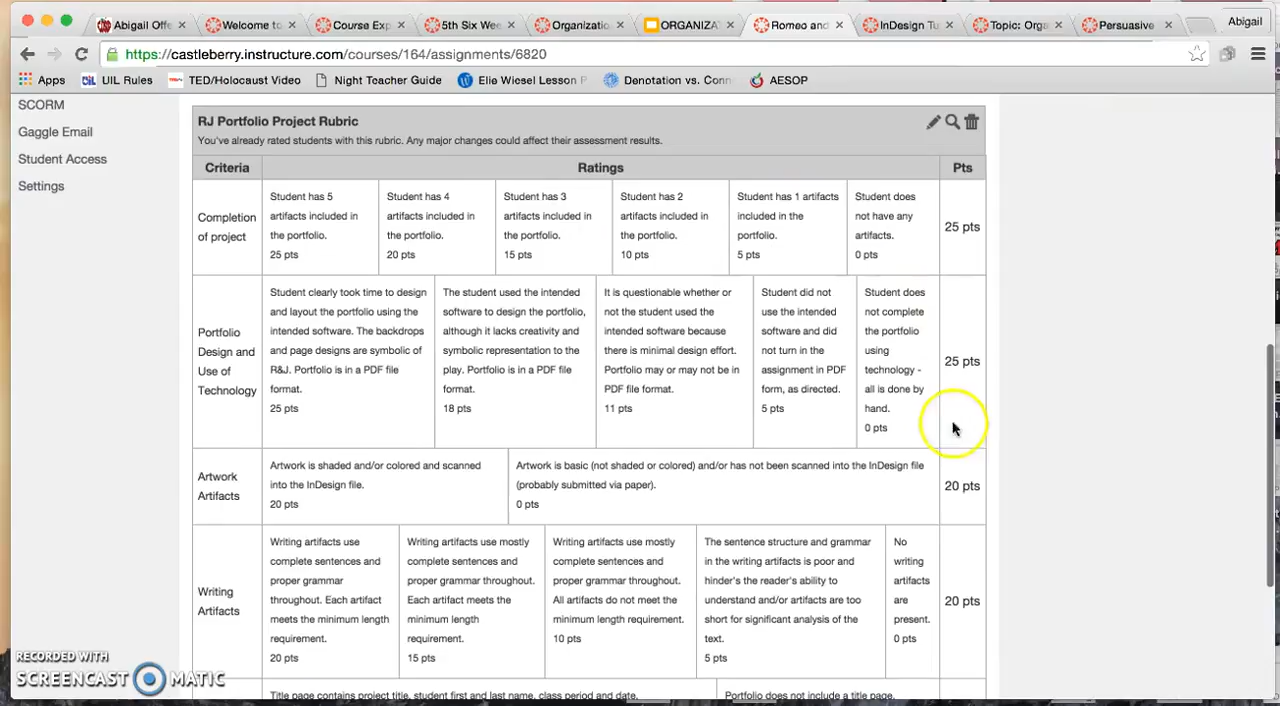 Abigail Offe
Welcome to
Course Exp
5th Six Wee
Organizatio
ORGANIZA
Romeo and
InDesign Tu
Topic: Orga
Persuasive
Abigail
https://castleberry.instructure.com/courses/164/assignments/6820
Apps
UIL Rules
TED/Holocaust Video
Night Teacher Guide
Elie Wiesel Lesson P
Denotation vs. Conn
AESOP
SCORM
Gaggle Email
Student Access
Settings
RJ Portfolio Project Rubric
You've already rated students with this rubric. Any major changes could affect their assessment results.
Criteria
Ratings
Pts
Completion
of project
Student has 5
artifacts included in
the portfolio.
25 pts
Student has 4
artifacts included in
the portfolio.
20 pts
Student has 3
artifacts included in
the portfolio.
15 pts
Student has 2
artifacts included in
the portfolio.
10 pts
Student has 1 artifacts
included in the
portfolio.
5 pts
Student does
not have any
artifacts.
0 pts
25 pts
Portfolio
Design and
Use of
Technology
Student clearly took time to design
and layout the portfolio using the
intended software. The backdrops
and page designs are symbolic of
R&J. Portfolio is in a PDF file
format.
25 pts
The student used the intended
software to design the portfolio,
although it lacks creativity and
symbolic representation to the
play. Portfolio is in a PDF file
format.
18 pts
It is questionable whether or
not the student used the
intended software because
there is minimal design effort.
Portfolio may or may not be in
PDF file format.
11 pts
Student did not
use the intended
software and did
not turn in the
assignment in PDF
form, as directed.
5 pts
Student does
not complete
the portfolio
using
technology -
all is done by
hand.
0 pts
25 pts
Artwork
Artifacts
Artwork is shaded and/or colored and scanned
into the InDesign file.
20 pts
Artwork is basic (not shaded or colored) and/or has not been scanned into the InDesign file
(probably submitted via paper).
0 pts
20 pts
Writing
Artifacts
Writing artifacts use
complete sentences and
proper grammar
throughout. Each artifact
meets the minimum length
requirement.
20 pts
Writing artifacts use mostly
complete sentences and
proper grammar throughout.
Each artifact meets the
minimum length
requirement.
15 pts
Writing artifacts use mostly
complete sentences and
proper grammar throughout.
All artifacts do not meet the
minimum length requirement.
10 pts
The sentence structure and grammar
in the writing artifacts is poor and
hinder's the reader's ability to
understand and/or artifacts are too
short for significant analysis of the
text.
5 pts
No
writing
artifacts
are
present.
0 pts
20 pts
Title page contains project title, student first and last name, class period and date.
Portfolio does not include a title page.
RECORDED WITH
SCREENCAST MATIC